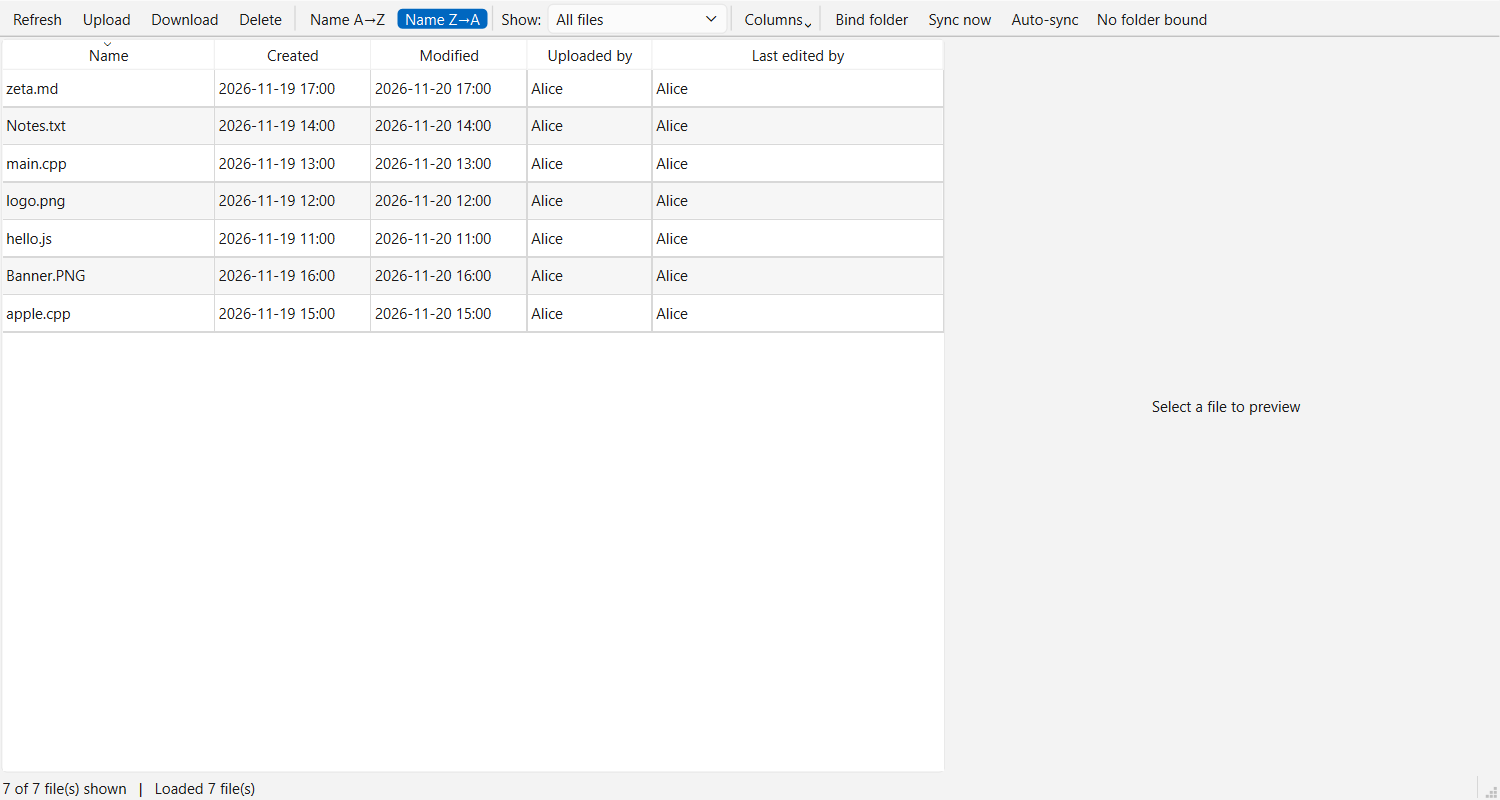 Refresh Upload Download Delete Name A→Z Name Z→A Show: All files Columns Bind folder Sync now Auto-sync No folder bound
Name Created Modified Uploaded by Last edited by
zeta.md 2026-11-19 17:00 2026-11-20 17:00 Alice Alice
Notes.txt 2026-11-19 14:00 2026-11-20 14:00 Alice Alice
main.cpp 2026-11-19 13:00 2026-11-20 13:00 Alice Alice
logo.png 2026-11-19 12:00 2026-11-20 12:00 Alice Alice
hello.js 2026-11-19 11:00 2026-11-20 11:00 Alice Alice
Banner.PNG 2026-11-19 16:00 2026-11-20 16:00 Alice Alice
apple.cpp 2026-11-19 15:00 2026-11-20 15:00 Alice Alice
Select a file to preview
7 of 7 file(s) shown | Loaded 7 file(s)